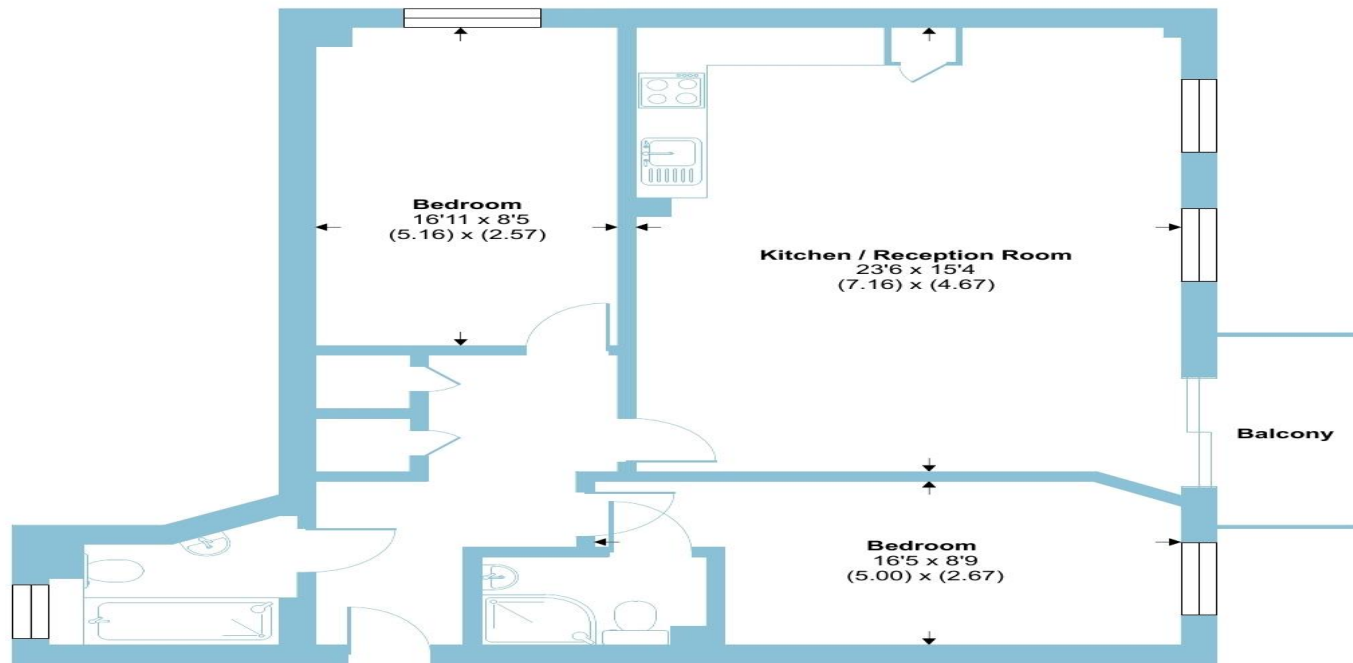 Bedroom
16'11 x 8'5
(5.16) x (2.57)
Kitchen / Reception Room
23'6 x 15'4
(7.16) x (4.67)
Balcony
Bedroom
16'5 x 8'9
(5.00) x (2.67)